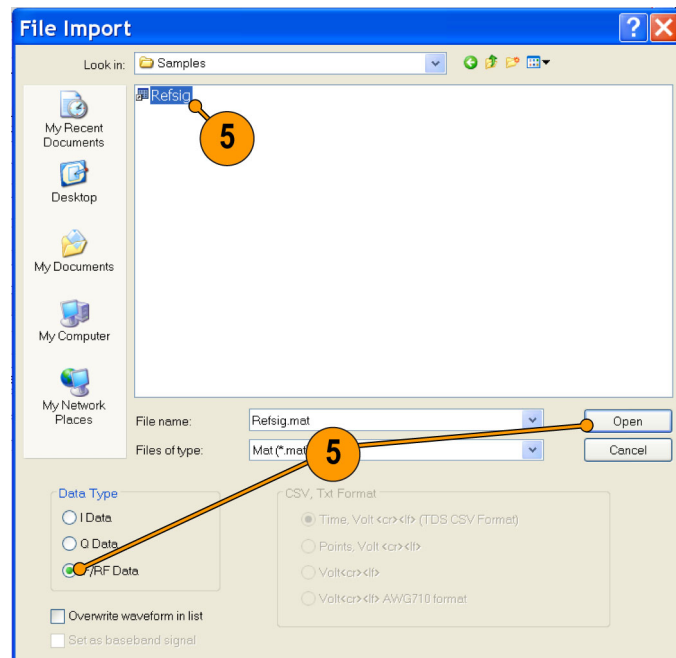 File Import
Look in: Samples
Refsig
5
My Recent
Documents
Desktop
My Documents
My Computer
My Network
Places
File name: Refsig.mat Open
Files of type: Mat (*.mat Cancel
5
Data Type
I Data
Q Data
/RF Data
Overwrite waveform in list
Set as baseband signal
CSV, Txt Format
Time, Volt <cr><lf> (TDS CSV Format)
Points, Volt <cr><lf>
Volt<cr><lf>
Volt<cr><lf> AWG710 format